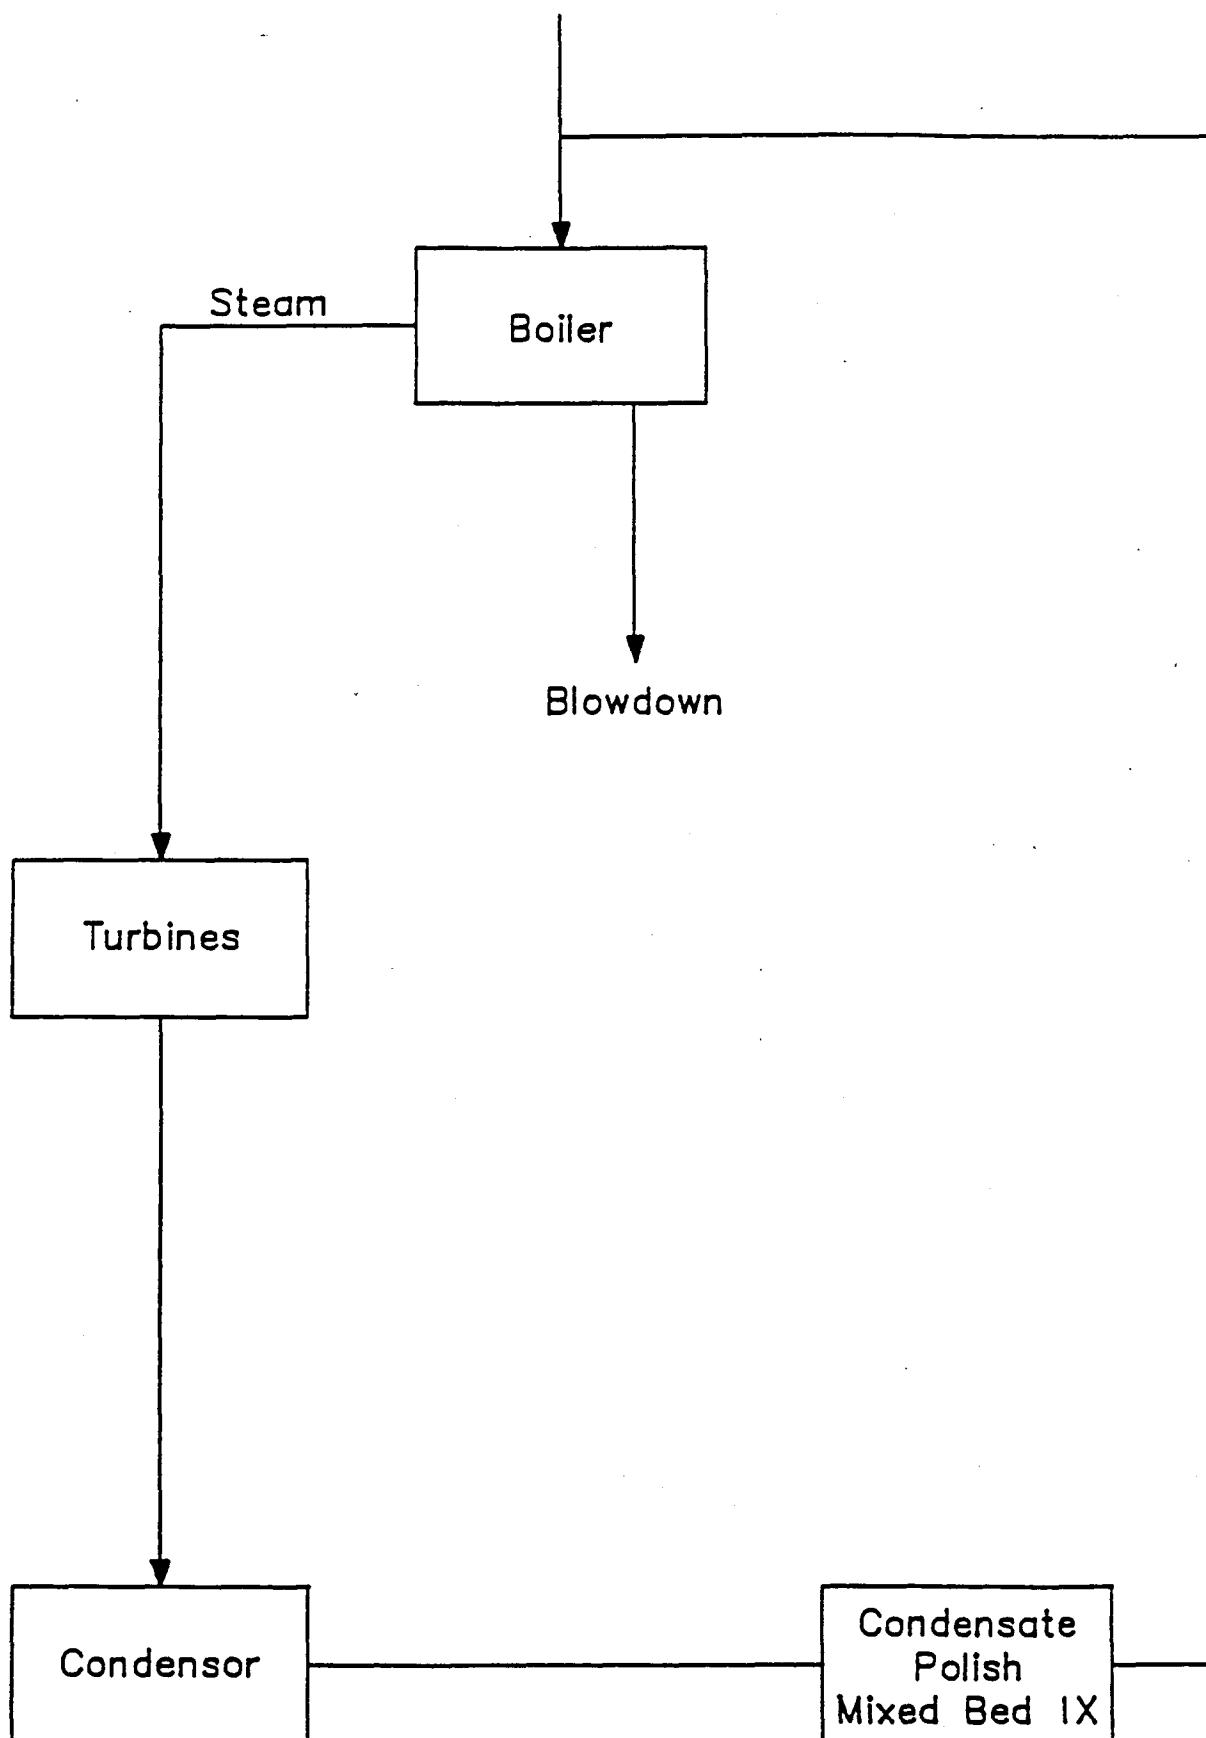 Steam
Boiler
Blowdown
Turbines
Condensor
Condensate
Polish
Mixed Bed IX